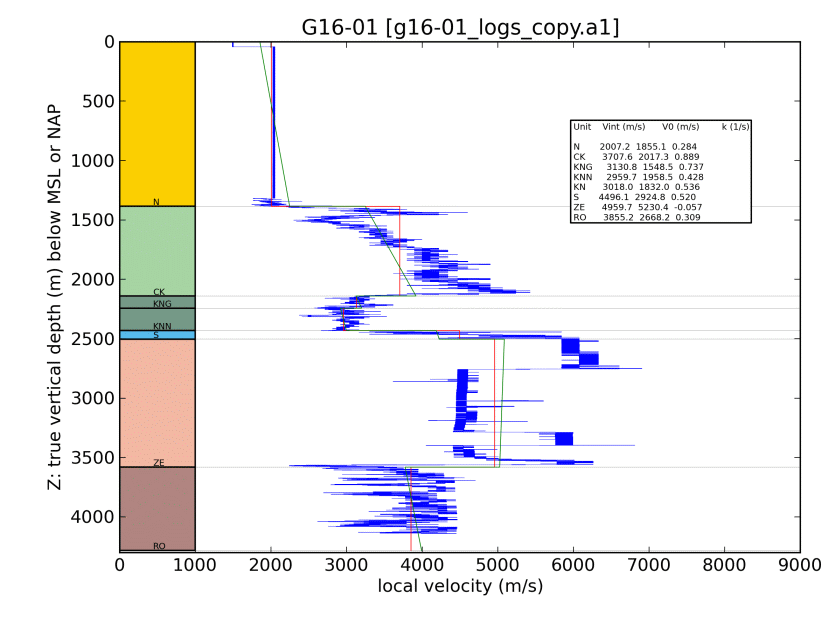 G16-01 [g16-01_logs_copy.a1]
Z: true vertical depth (m) below MSL or NAP
0
500
1000
1500
2000
2500
3000
3500
4000
N
CK
KNG
KNN
S
ZE
RO
Unit Vint (m/s) V0 (m/s) k (1/s)
N 2007.2 1855.1 0.284
CK 3707.6 2017.3 0.889
KNG 3130.8 1548.5 0.737
KNN 2959.7 1958.5 0.428
KN 3018.0 1832.0 0.536
S 4496.1 2924.8 0.520
ZE 4959.7 5230.4 -0.057
RO 3855.2 2668.2 0.309
0 1000 2000 3000 4000 5000 6000 7000 8000 9000
local velocity (m/s)